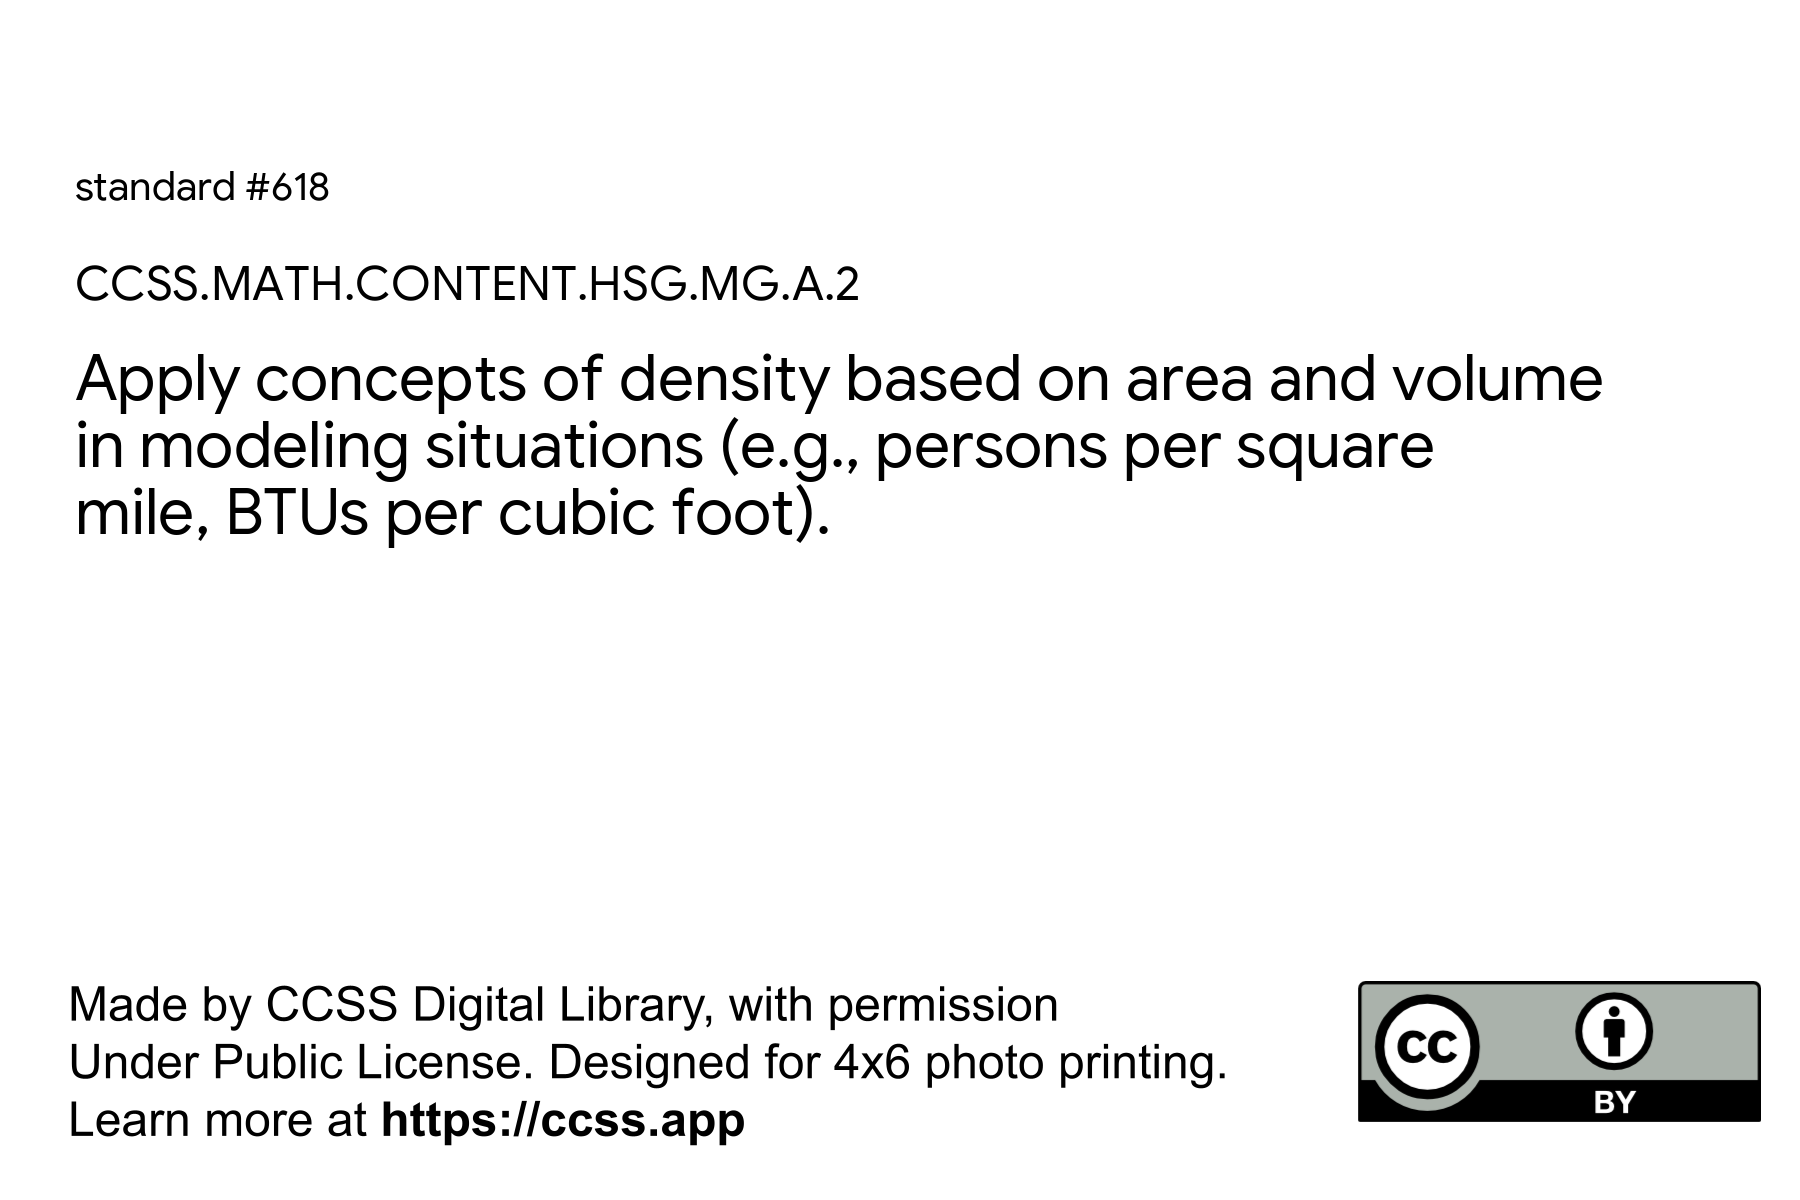 standard #618
CCSS.MATH.CONTENT.HSG.MG.A.2
Apply concepts of density based on area and volume
in modeling situations (e.g., persons per square
mile, BTUs per cubic foot).
Made by CCSS Digital Library, with permission
Under Public License. Designed for 4x6 photo printing.
Learn more at https://ccss.app
CC
BY